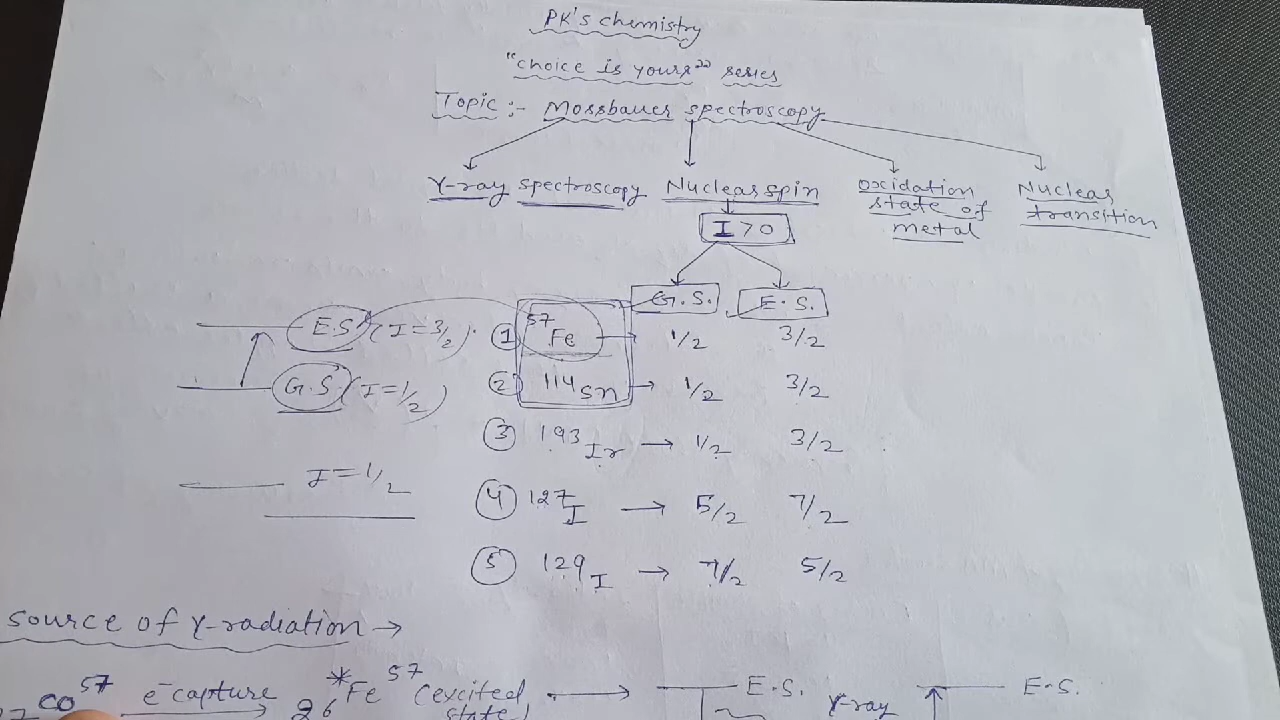 PK's chemistry
"choice is yours" series
Topic :- Mossbauer spectroscopy
γ-ray spectroscopy Nuclear spin oxidation state of metal Nuclear transition
I > 0
G.S. E.S.
E.S (I = 3/2) ① 57Fe → 1/2 3/2
G.S (I = 1/2) ② 114Sn → 1/2 3/2
③ 193Ir → 1/2 3/2
I = 1/2 ④ 127I → 5/2 7/2
⑤ 129I → 7/2 5/2
source of γ-radiation →
27Co57 e-capture → 26*Fe57 (excited state) → E.S. γ-ray E.S.